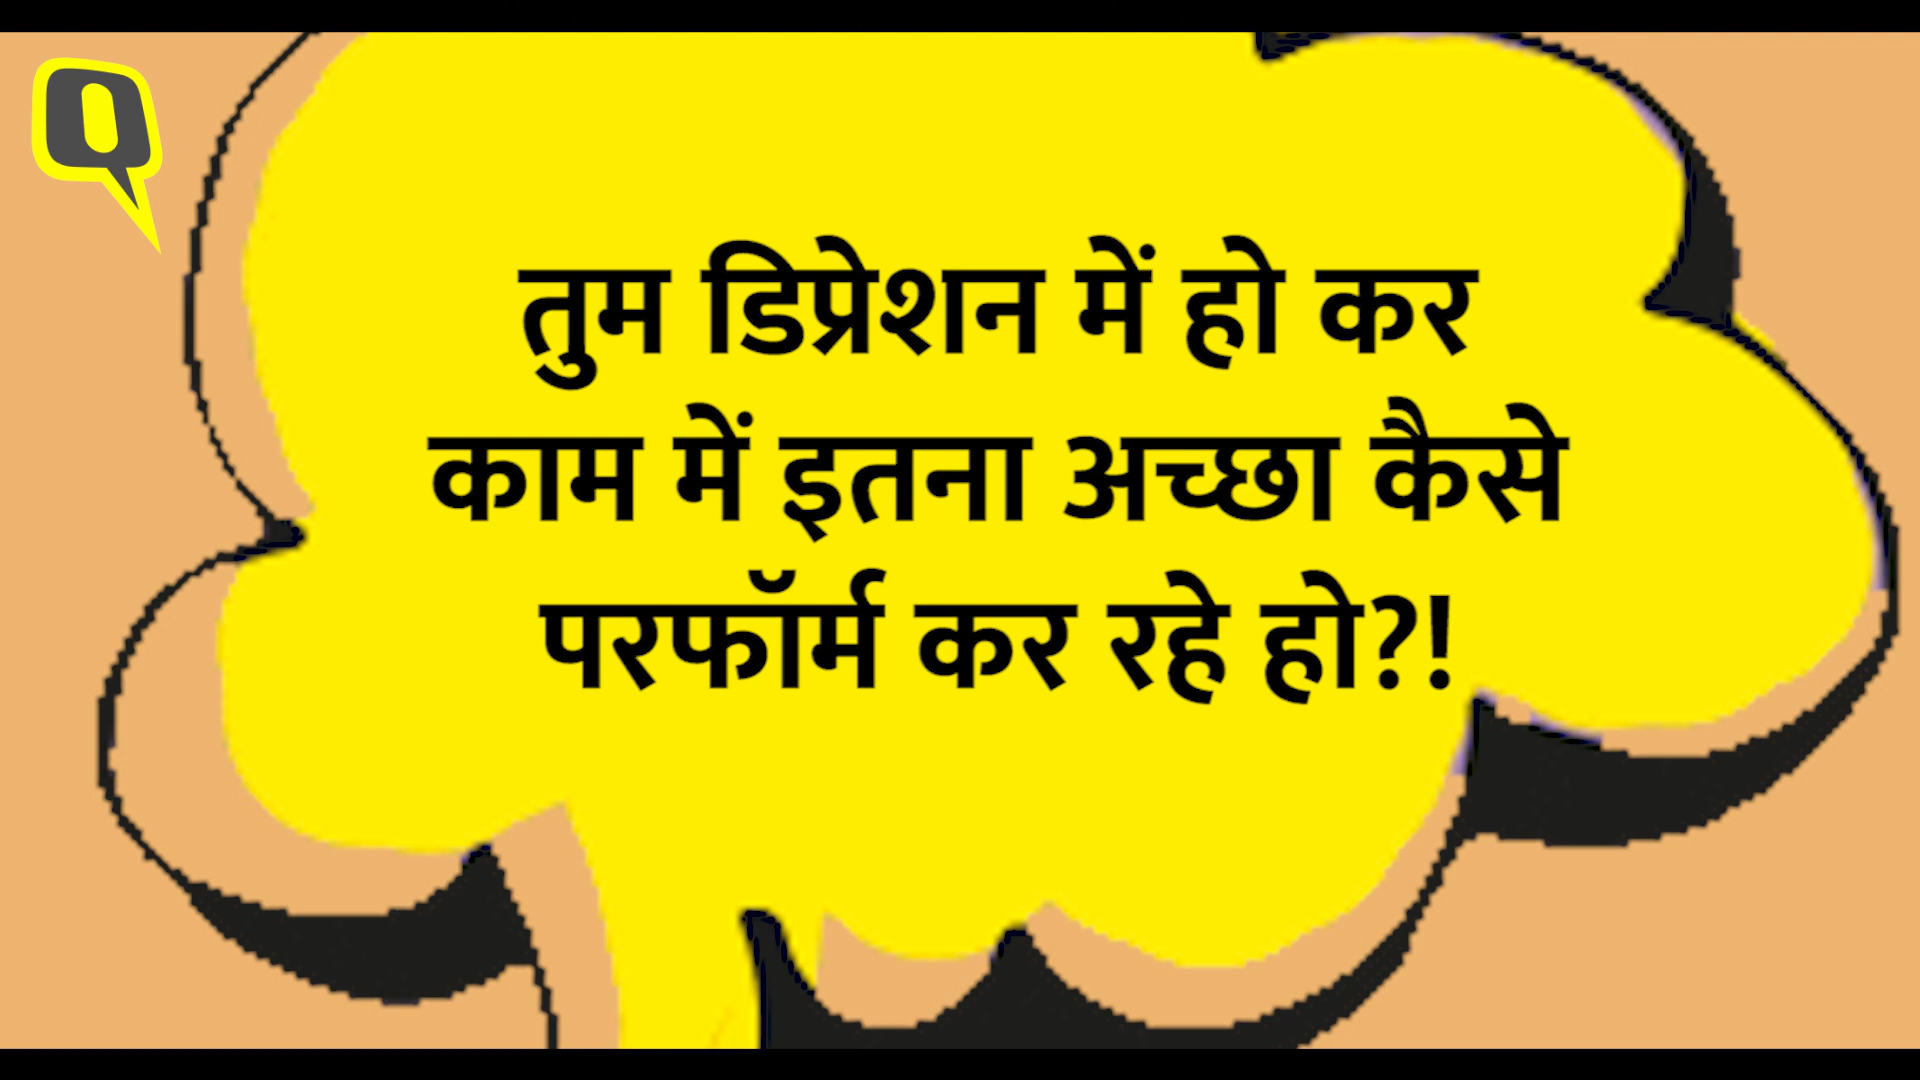 तुम डिप्रेशन में हो कर
काम में इतना अच्छा कैसे
परफॉर्म कर रहे हो?!